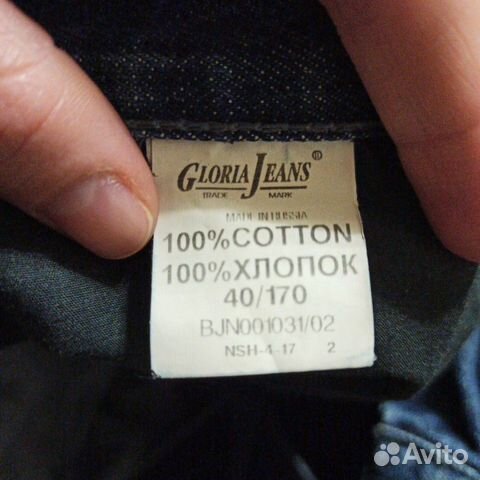 GLORIA JEANS ®
TRADE MARK
MADE IN RUSSIA
100% COTTON
100% ХЛОПОК
40/170
BJN001031/02
NSH-4-17 2
Avito